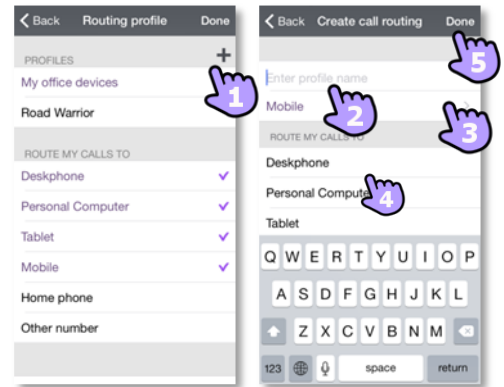 Back Routing profile Done
PROFILES +
My office devices
1
Road Warrior
ROUTE MY CALLS TO
Deskphone
Personal Computer
Tablet
Mobile
Home phone
Other number
Back Create call routing Done
5
Enter profile name
Mobile
2
3
ROUTE MY CALLS TO
Deskphone
Personal Compute
4
Tablet
Q W E R T Y U I O P
A S D F G H J K L
Z X C V B N M
123 space return